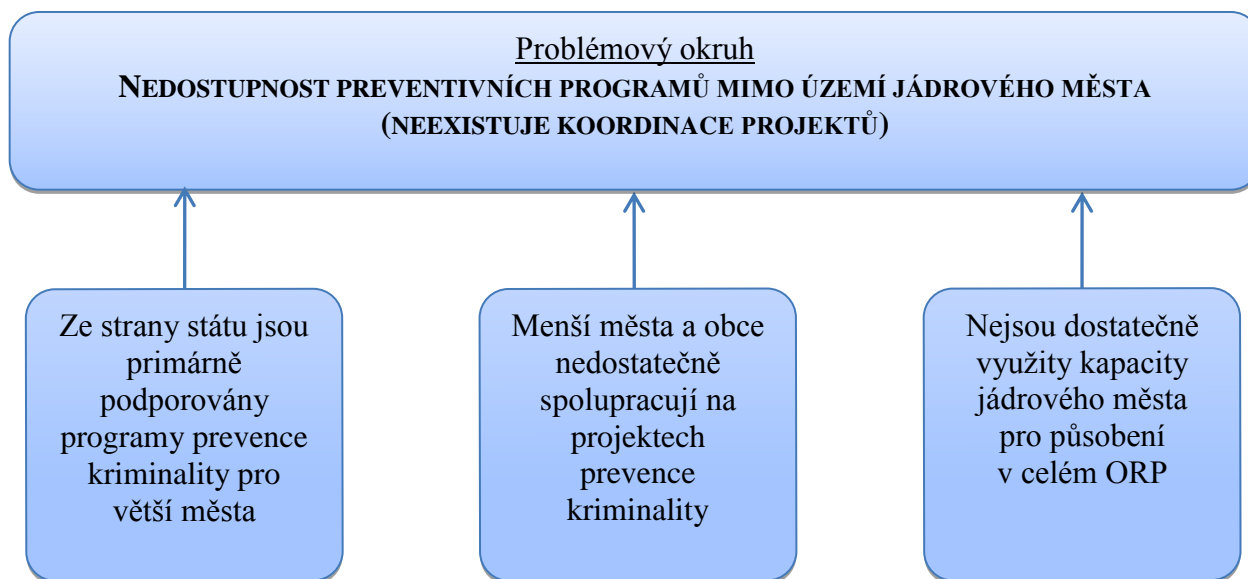 Problémový okruh
NEDOSTUPNOST PREVENTIVNÍCH PROGRAMŮ MIMO ÚZEMÍ JÁDROVÉHO MĚSTA
(NEEXISTUJE KOORDINACE PROJEKTŮ)
Ze strany státu jsou
primárně
podporovány
programy prevence
kriminality pro
větší města
Menší města a obce
nedostatečně
spolupracují na
projektech
prevence
kriminality
Nejsou dostatečně
využity kapacity
jádrového města
pro působení
v celém ORP